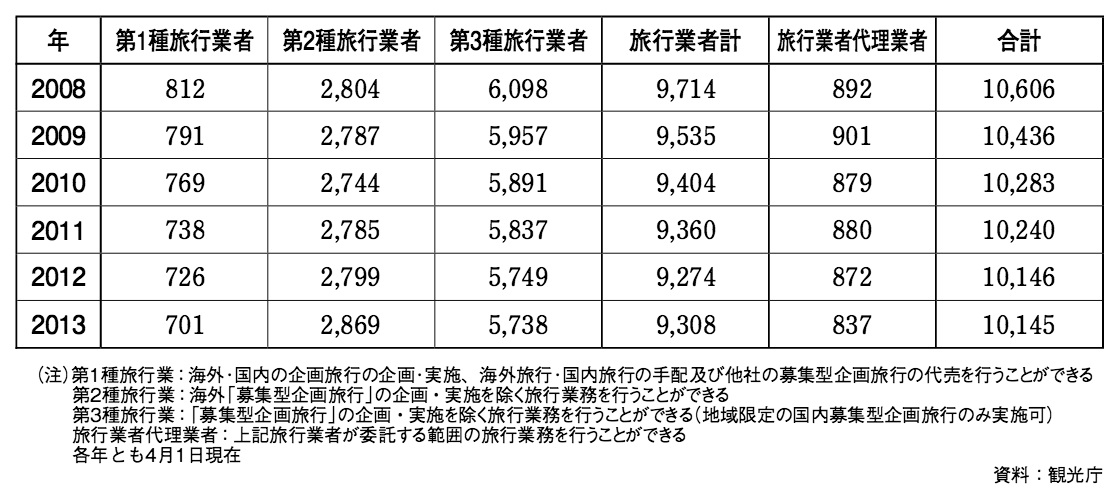 年 第1種旅行業者 第2種旅行業者 第3種旅行業者 旅行業者計 旅行業者代理業者 合計
2008 812 2,804 6,098 9,714 892 10,606
2009 791 2,787 5,957 9,535 901 10,436
2010 769 2,744 5,891 9,404 879 10,283
2011 738 2,785 5,837 9,360 880 10,240
2012 726 2,799 5,749 9,274 872 10,146
2013 701 2,869 5,738 9,308 837 10,145
（注）第1種旅行業：海外･国内の企画旅行の企画･実施、海外旅行･国内旅行の手配及び他社の募集型企画旅行の代売を行うことができる
第2種旅行業：海外「募集型企画旅行」の企画・実施を除く旅行業務を行うことができる
第3種旅行業：「募集型企画旅行」の企画・実施を除く旅行業務を行うことができる（地域限定の国内募集型企画旅行のみ実施可）
旅行業者代理業者：上記旅行業者が委託する範囲の旅行業務を行うことができる
各年とも4月1日現在
資料：観光庁